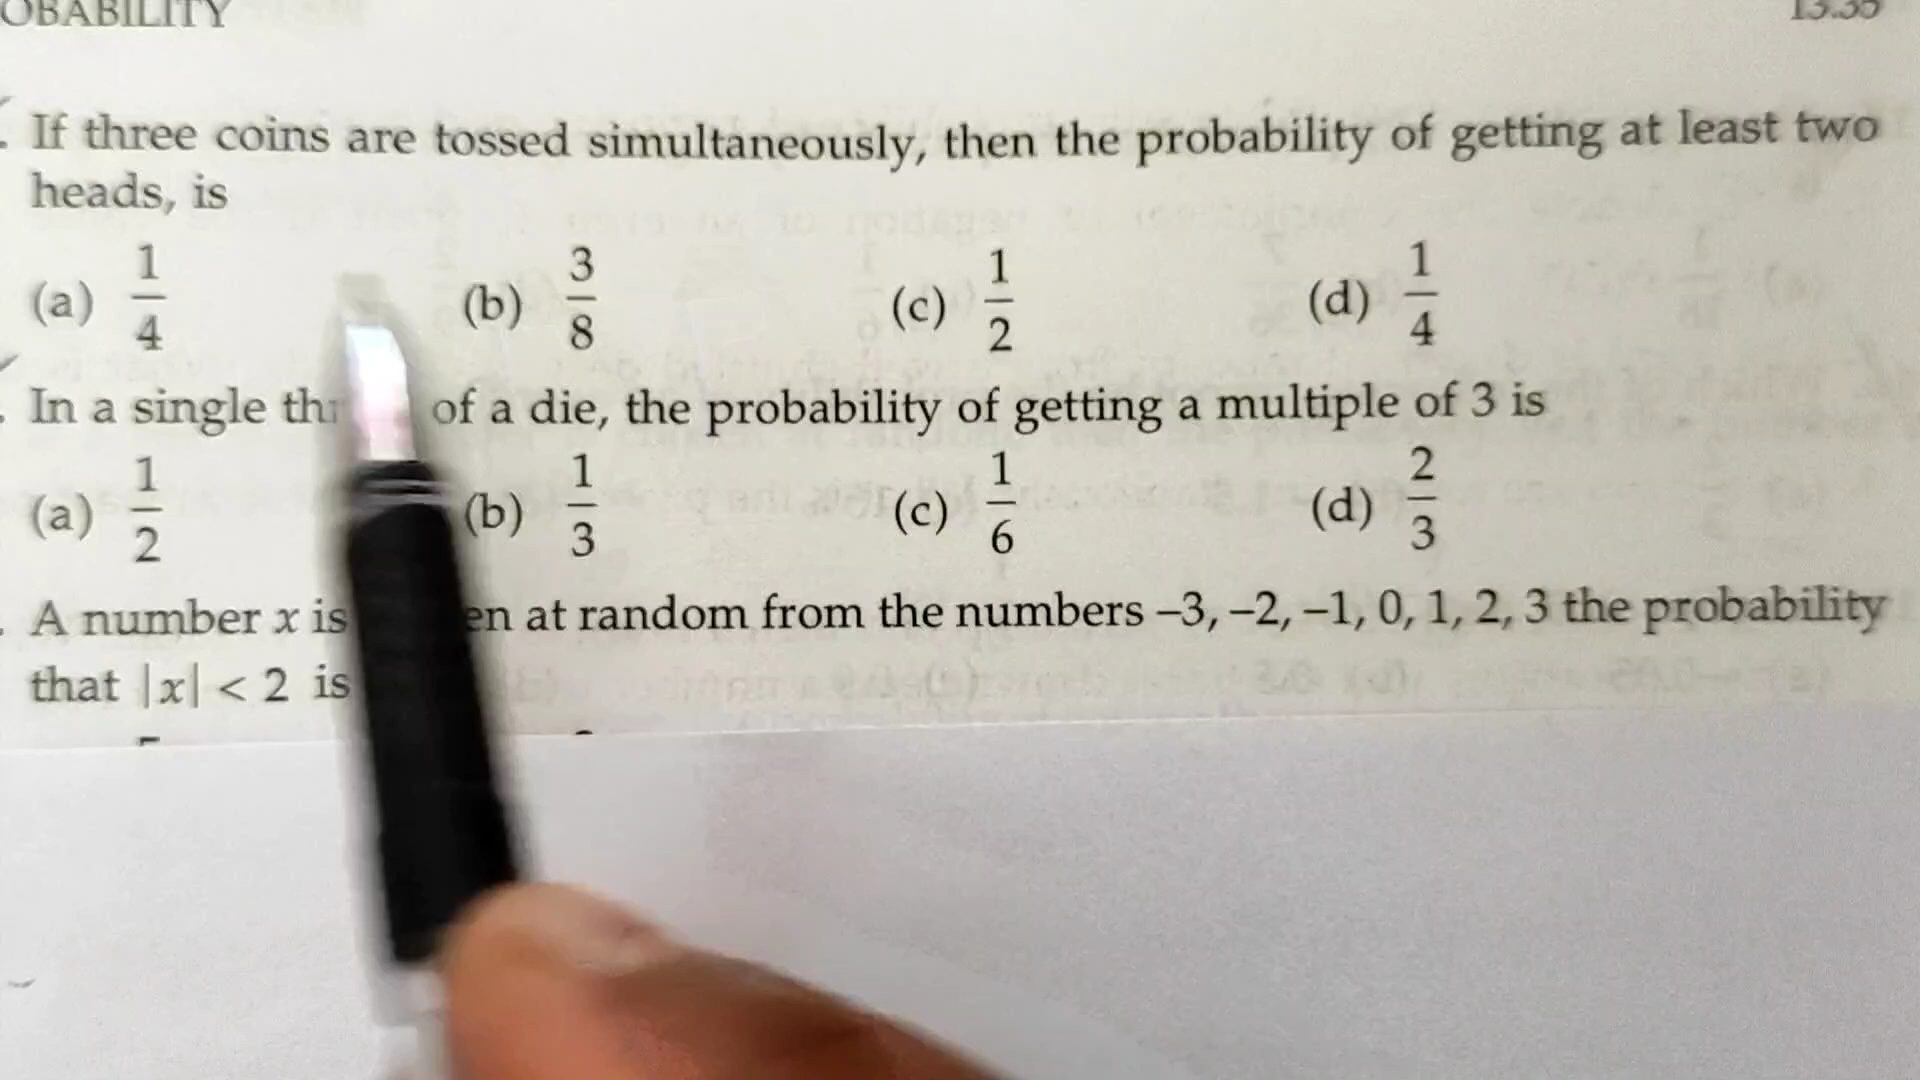 OBABILITY 13.35
. If three coins are tossed simultaneously, then the probability of getting at least two
heads, is
(a) 1/4 (b) 3/8 (c) 1/2 (d) 1/4
. In a single of a die, the probability of getting a multiple of 3 is
(a) 1/2 (b) 1/3 (c) 1/6 (d) 2/3
. A number x is at random from the numbers –3, –2, –1, 0, 1, 2, 3 the probability
that |x| < 2 is